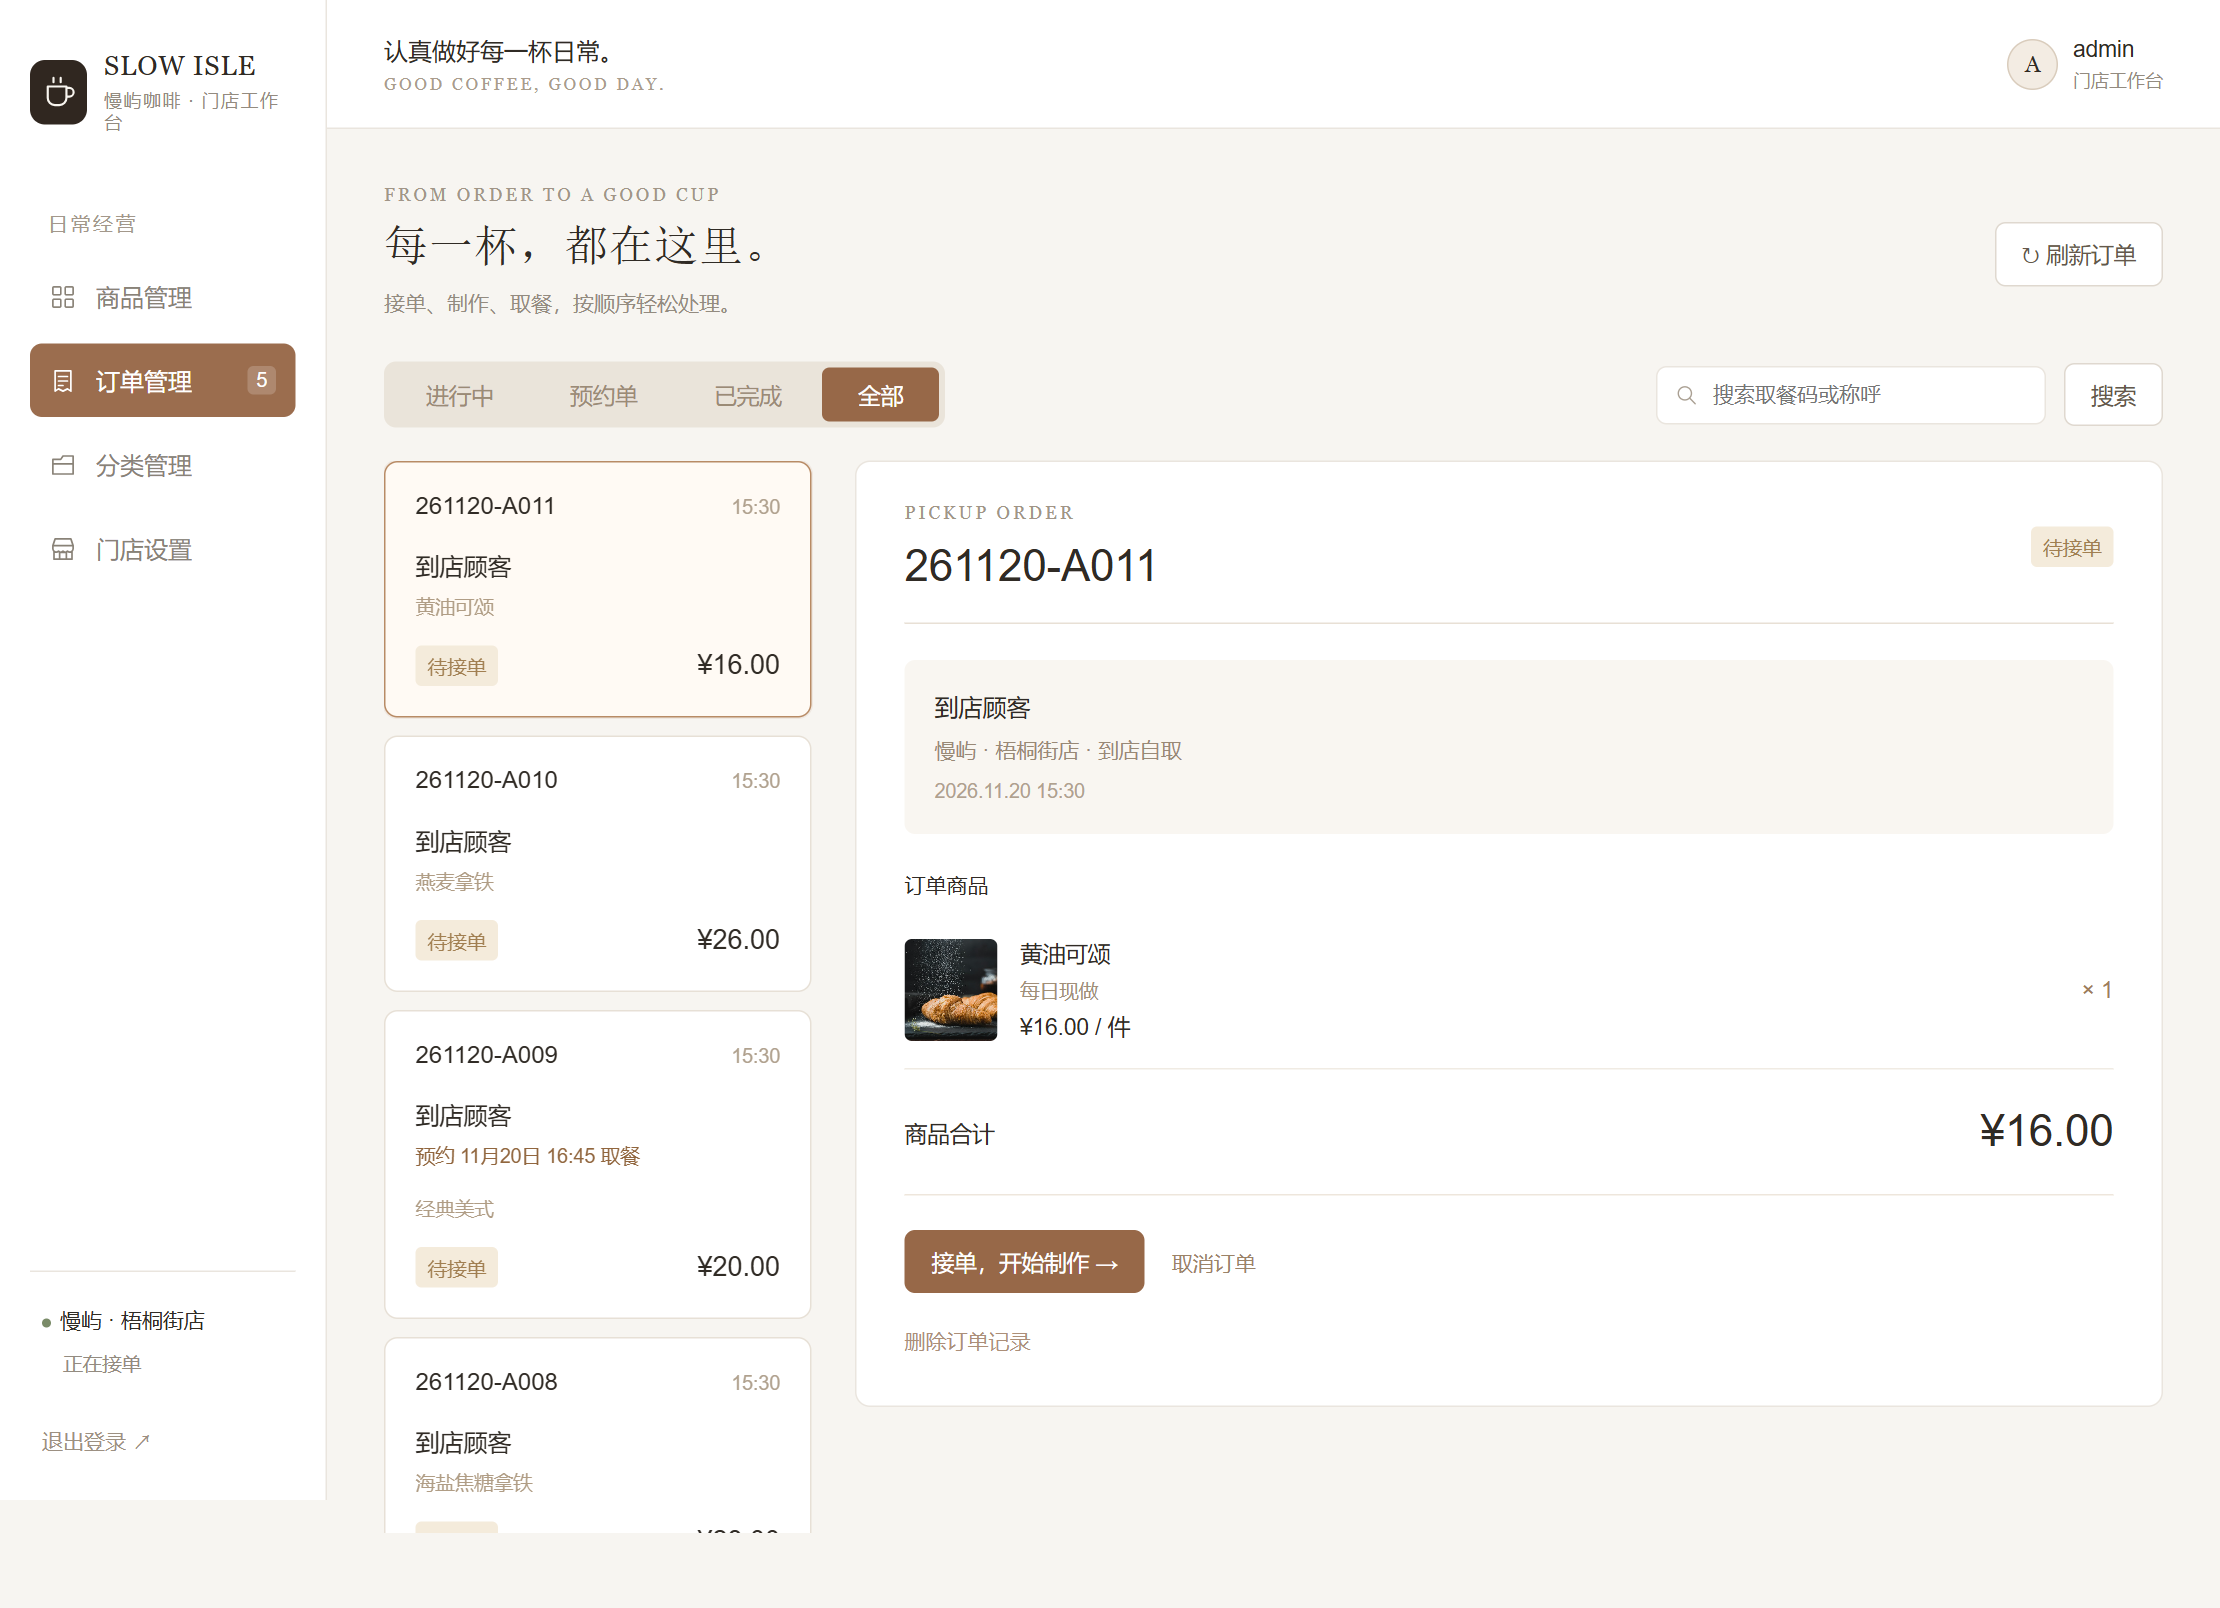 SLOW ISLE
慢屿咖啡 · 门店工作
台
日常经营
商品管理
订单管理
5
分类管理
门店设置
慢屿 · 梧桐街店
正在接单
退出登录 ↗
认真做好每一杯日常。
GOOD COFFEE, GOOD DAY.
A
admin
门店工作台
FROM ORDER TO A GOOD CUP
每一杯，都在这里。
接单、制作、取餐，按顺序轻松处理。
↻ 刷新订单
进行中
预约单
已完成
全部
搜索取餐码或称呼
搜索
261120-A011
15:30
到店顾客
黄油可颂
待接单
¥16.00
261120-A010
15:30
到店顾客
燕麦拿铁
待接单
¥26.00
261120-A009
15:30
到店顾客
预约 11月20日 16:45 取餐
经典美式
待接单
¥20.00
261120-A008
15:30
到店顾客
海盐焦糖拿铁
PICKUP ORDER
261120-A011
待接单
到店顾客
慢屿 · 梧桐街店 · 到店自取
2026.11.20 15:30
订单商品
黄油可颂
每日现做
¥16.00 / 件
× 1
商品合计
¥16.00
接单，开始制作 →
取消订单
删除订单记录